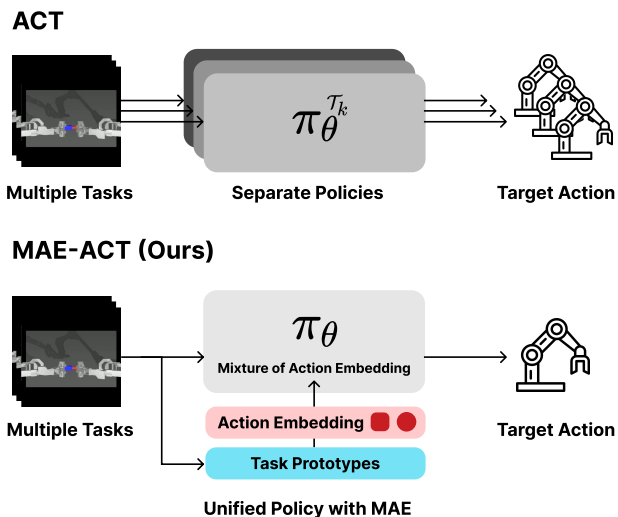 ACT
π_θ^{𝒯_k}
Multiple Tasks
Separate Policies
Target Action
MAE-ACT (Ours)
π_θ
Mixture of Action Embedding
Action Embedding
Multiple Tasks
Target Action
Task Prototypes
Unified Policy with MAE